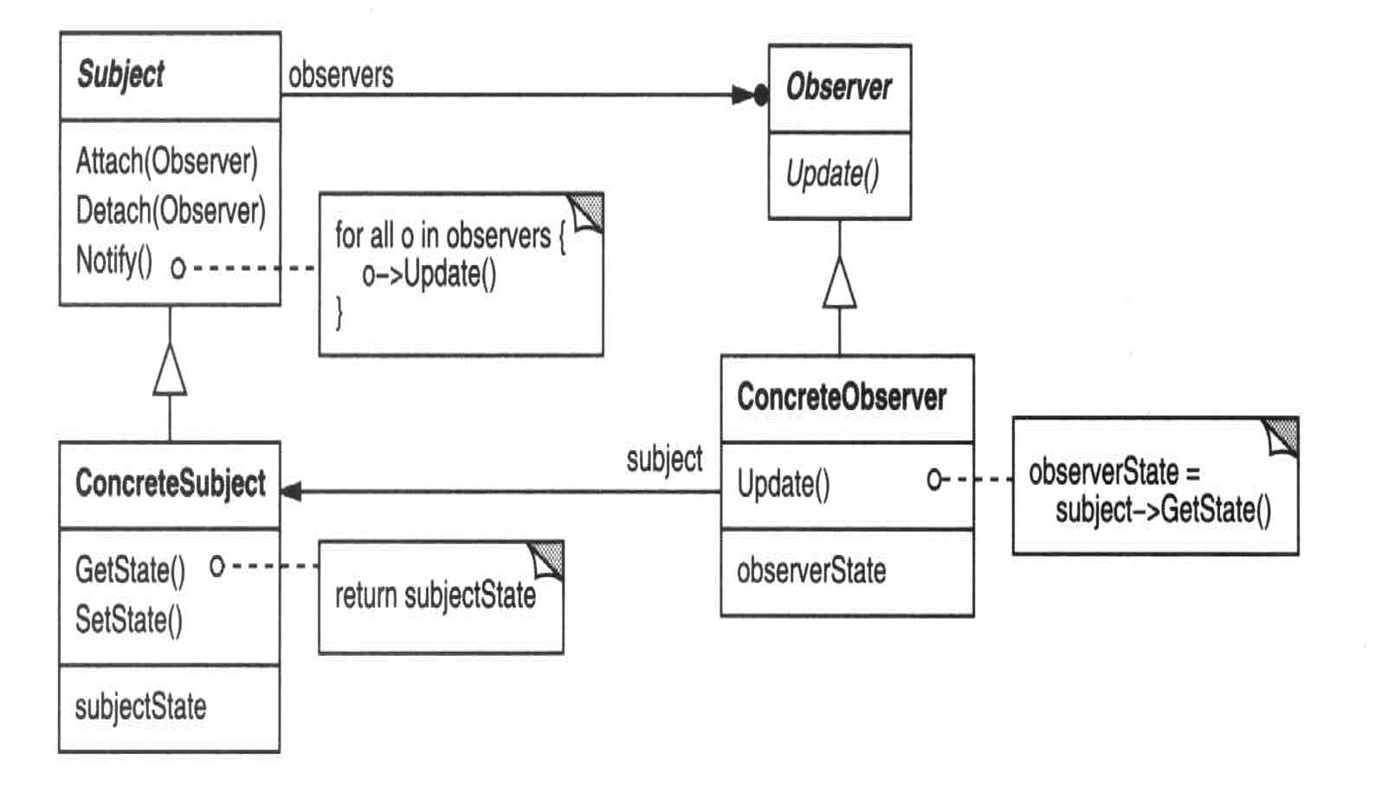 Subject
Attach(Observer)
Detach(Observer)
Notify()
observers
Observer
Update()
for all o in observers {
o->Update()
}
ConcreteSubject
GetState()
SetState()
subjectState
return subjectState
subject
ConcreteObserver
Update()
observerState
observerState =
subject->GetState()